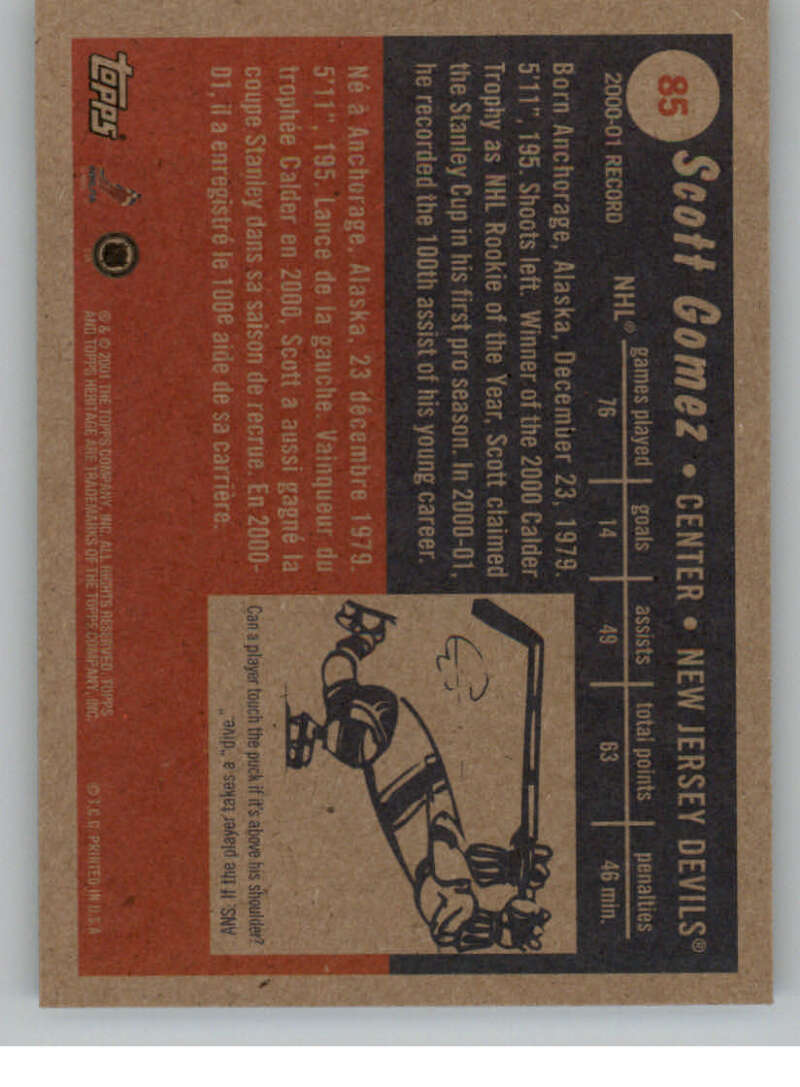 85
Scott Gomez • CENTER • NEW JERSEY DEVILS®
2000-01 RECORD
games played goals assists total points penalties
NHL® 76 14 49 63 46 min.
Born Anchorage, Alaska, December 23, 1979.
5'11", 195. Shoots left. Winner of the 2000 Calder
Trophy as NHL Rookie of the Year, Scott claimed
the Stanley Cup in his first pro season. In 2000-01,
he recorded the 100th assist of his young career.
Né à Anchorage, Alaska, 23 décembre 1979.
5'11", 195. Lance de la gauche. Vainqueur du
trophée Calder en 2000, Scott a aussi gagné la
coupe Stanley dans sa saison de recrue. En 2000-
01, il a enregistré le 100e aide de sa carrière.
Can a player touch the puck if it's above his shoulder?
ANS. If the player takes a "dive."
topps
® & © 2001 THE TOPPS COMPANY, INC. ALL RIGHTS RESERVED. TOPPS
AND TOPPS HERITAGE ARE TRADEMARKS OF THE TOPPS COMPANY, INC.
© T.C.G. PRINTED IN U.S.A.